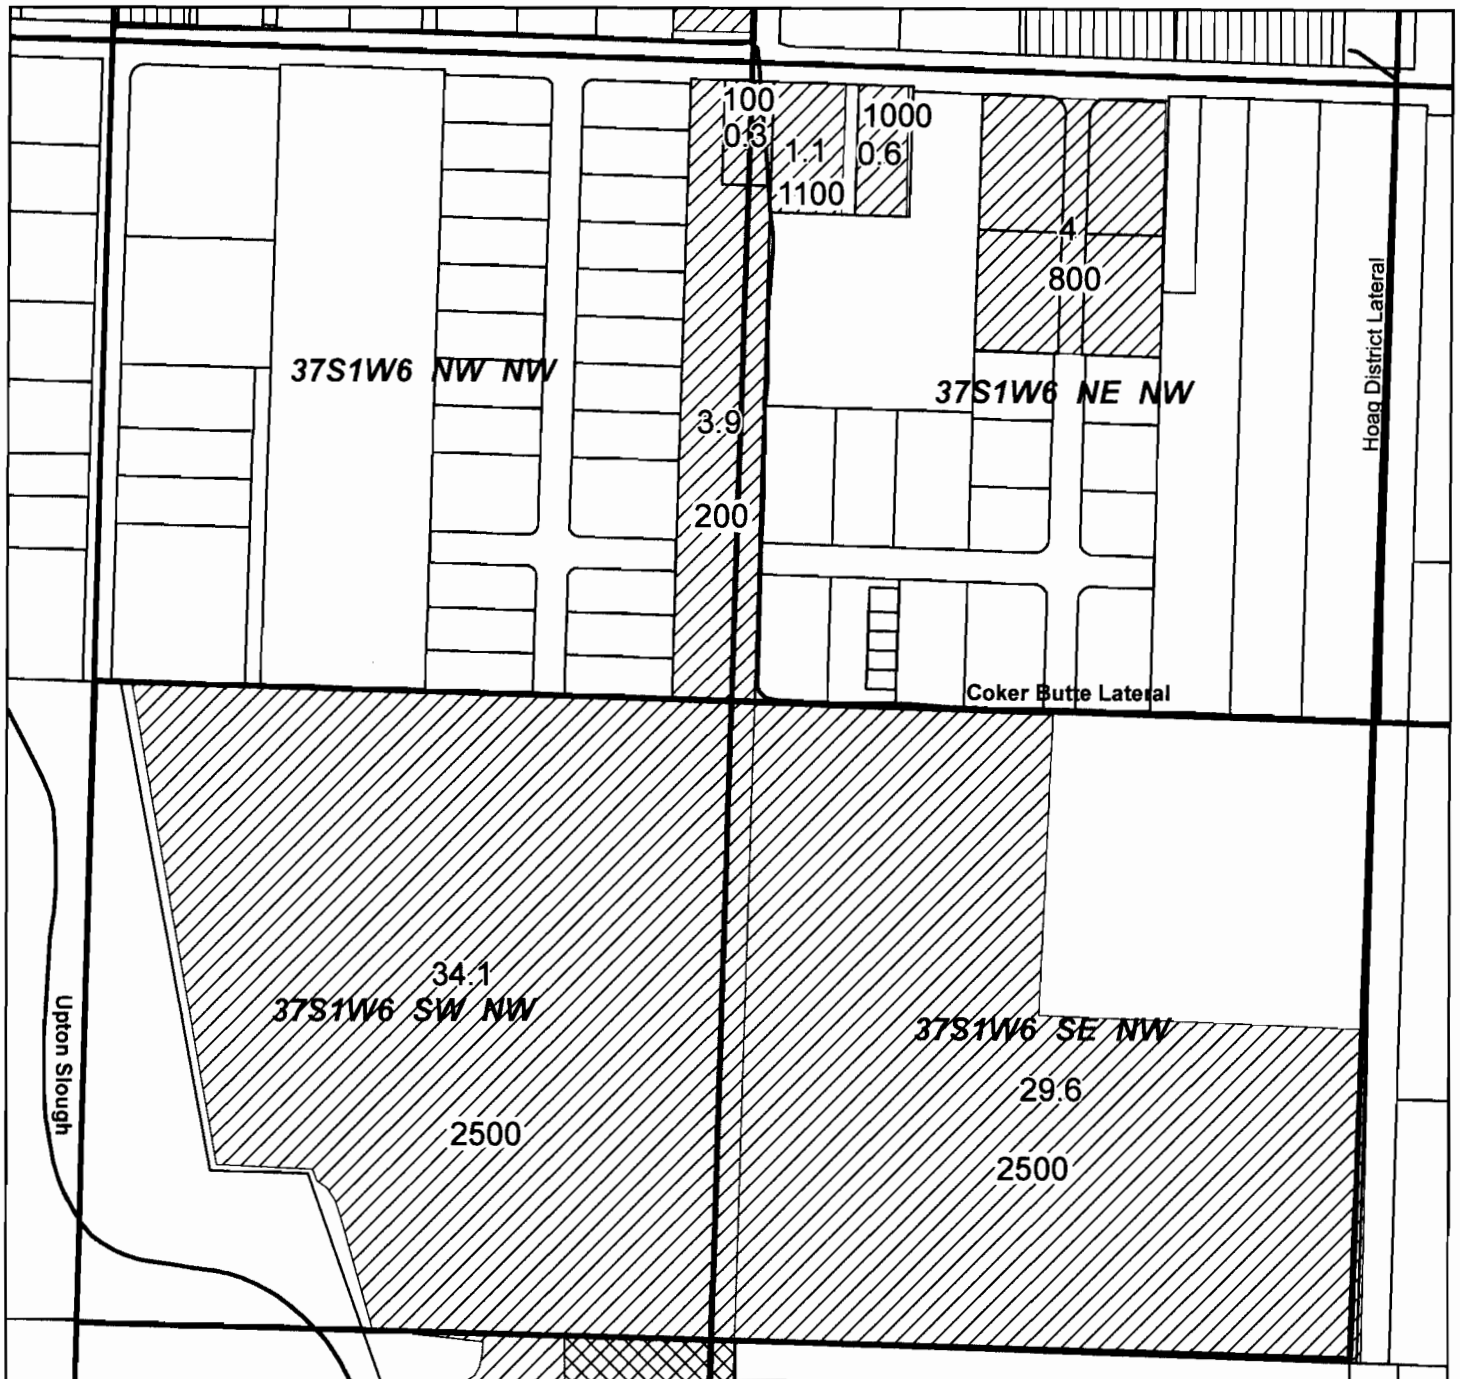 100
0.3
1.1
1100
1000
0.6
4
800
Hoag District Lateral
37S1W6 NW NW
37S1W6 NE NW
3.9
200
Coker Butte Lateral
34.1
37S1W6 SW NW
2500
37S1W6 SE NW
29.6
2500
Upton Slough